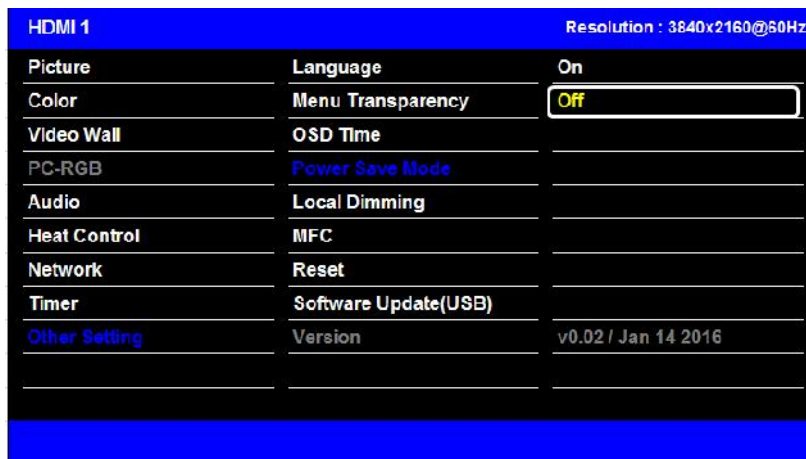 HDMI 1 Resolution : 3840x2160@60Hz
Picture Language On
Color Menu Transparency Off
Video Wall OSD Time
PC-RGB Power Save Mode
Audio Local Dimming
Heat Control MFC
Network Reset
Timer Software Update(USB)
Other Setting Version v0.02 / Jan 14 2016